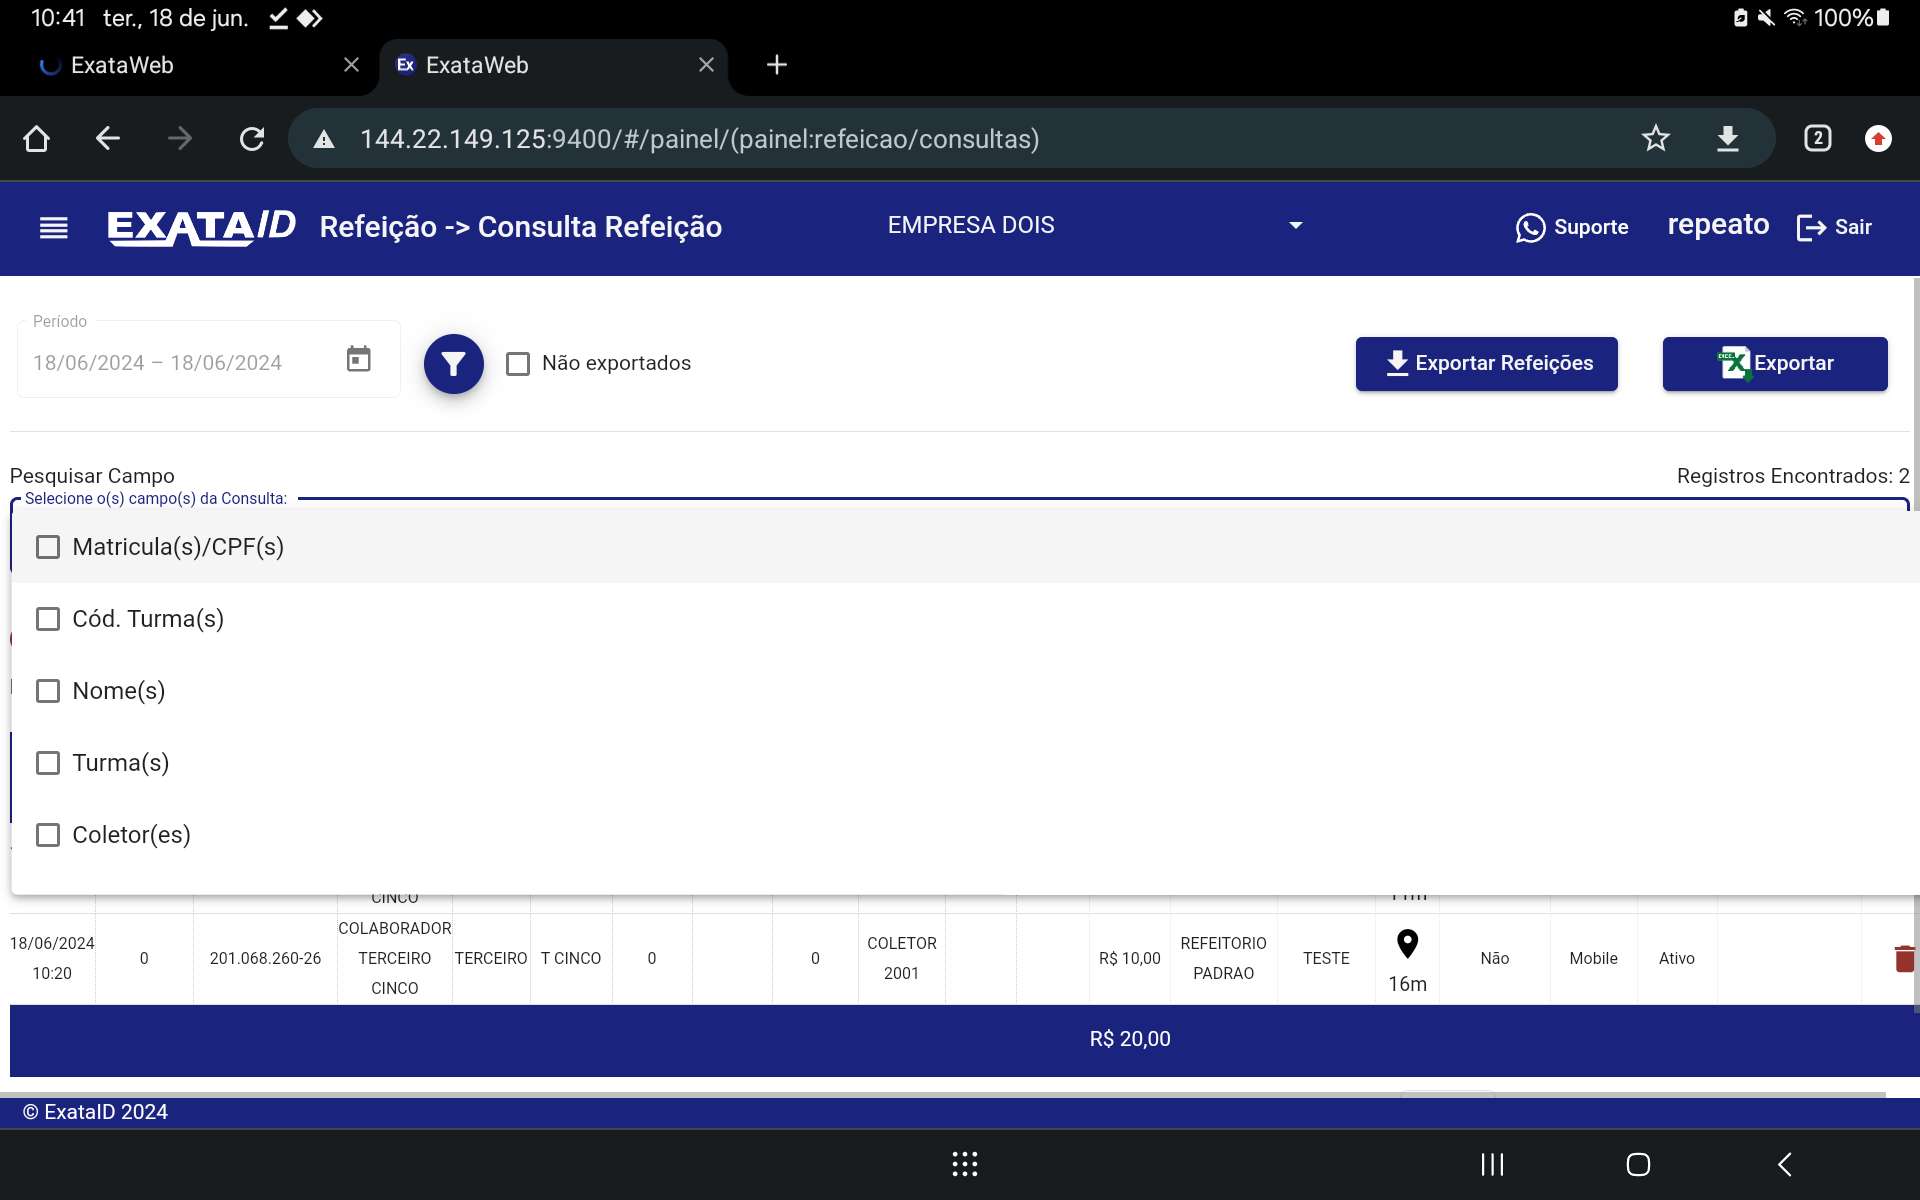 10:41 ter., 18 de jun.
100%
ExataWeb
Ex ExataWeb
144.22.149.125:9400/#/painel/(painel:refeicao/consultas)
2
EXATAID Refeição -> Consulta Refeição
EMPRESA DOIS
Suporte
repeato
Sair
Período
18/06/2024 – 18/06/2024
Não exportados
Exportar Refeições
Exportar
Pesquisar Campo
Registros Encontrados: 2
Selecione o(s) campo(s) da Consulta:
Matricula(s)/CPF(s)
Cód. Turma(s)
Nome(s)
Turma(s)
Coletor(es)
CINCO
18/06/2024
10:20
0
201.068.260-26
COLABORADOR
TERCEIRO
CINCO
TERCEIRO
T CINCO
0
0
COLETOR
2001
R$ 10,00
REFEITORIO
PADRAO
TESTE
16m
Não
Mobile
Ativo
R$ 20,00
© ExataID 2024